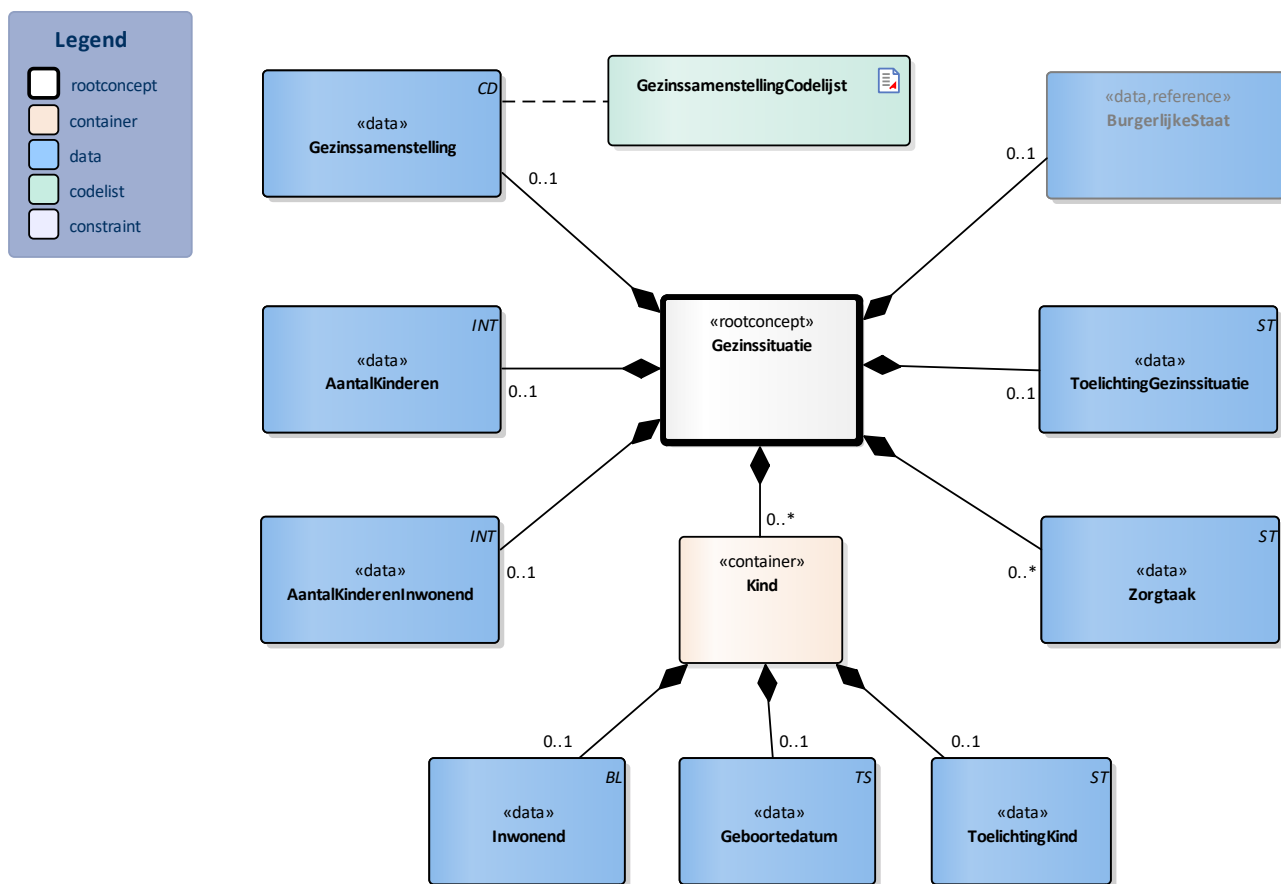 Legend
rootconcept
container
data
codelist
constraint
CD
«data»
Gezinssamenstelling
GezinssamenstellingCodelijst
«data,reference»
BurgerlijkeStaat
0..1
0..1
INT
«data»
AantalKinderen
0..1
«rootconcept»
Gezinssituatie
ST
«data»
ToelichtingGezinssituatie
0..1
INT
«data»
AantalKinderenInwonend
0..1
0..*
«container»
Kind
ST
«data»
Zorgtaak
0..*
0..1
0..1
0..1
BL
«data»
Inwonend
TS
«data»
Geboortedatum
ST
«data»
ToelichtingKind